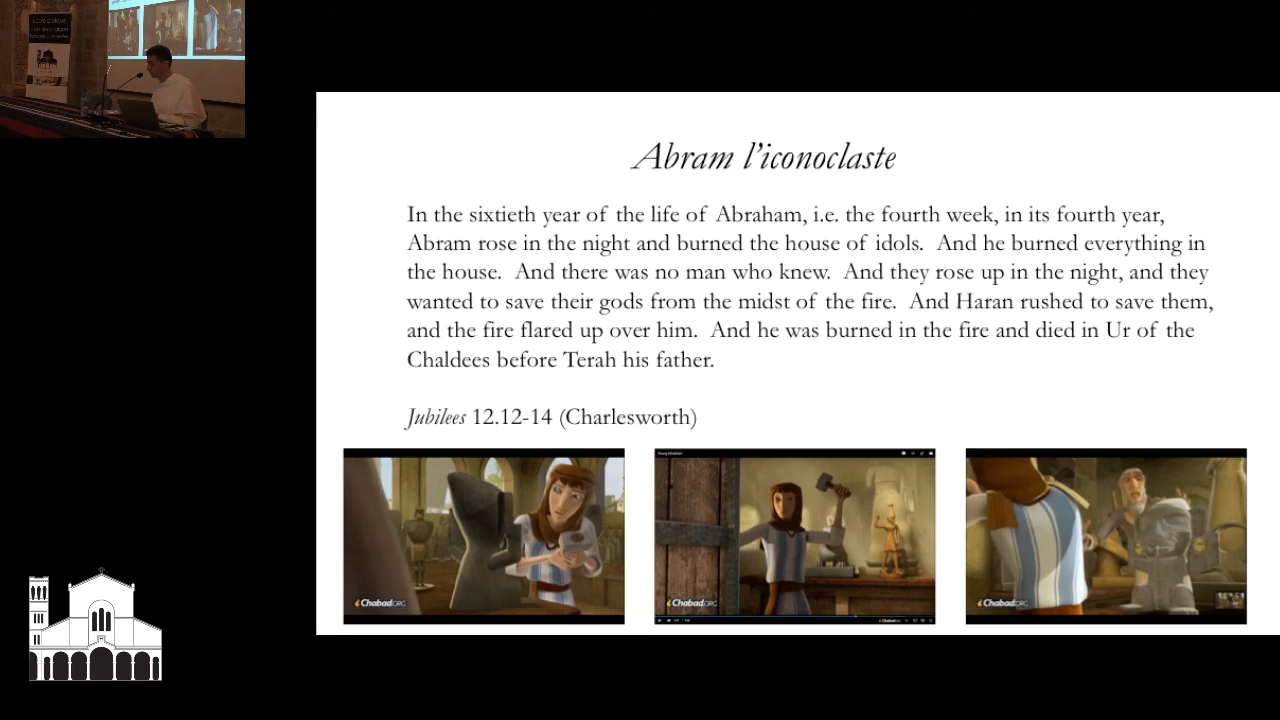 Abram l’iconoclaste
In the sixtieth year of the life of Abraham, i.e. the fourth week, in its fourth year,
Abram rose in the night and burned the house of idols.  And he burned everything in
the house.  And there was no man who knew.  And they rose up in the night, and they
wanted to save their gods from the midst of the fire.  And Haran rushed to save them,
and the fire flared up over him.  And he was burned in the fire and died in Ur of the
Chaldees before Terah his father.
Jubilees 12.12-14 (Charlesworth)
Chabad.ORG
Chabad.ORG
Chabad.ORG